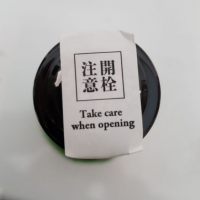 開栓
注意
Take care
when opening